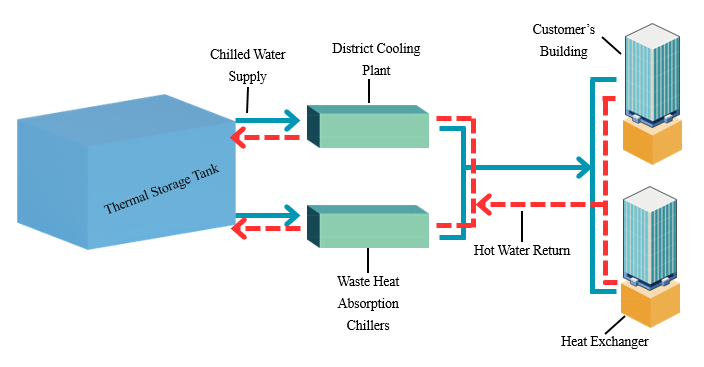 Customer’s
Building
District Cooling
Plant
Chilled Water
Supply
Thermal Storage Tank
Hot Water Return
Waste Heat
Absorption
Chillers
Heat Exchanger